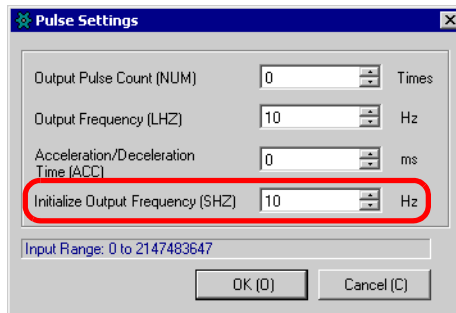 Pulse Settings
Output Pulse Count (NUM) 0 Times
Output Frequency (LHZ) 10 Hz
Acceleration/Deceleration
Time (ACC) 0 ms
Initialize Output Frequency (SHZ) 10 Hz
Input Range: 0 to 2147483647
OK (O) Cancel (C)